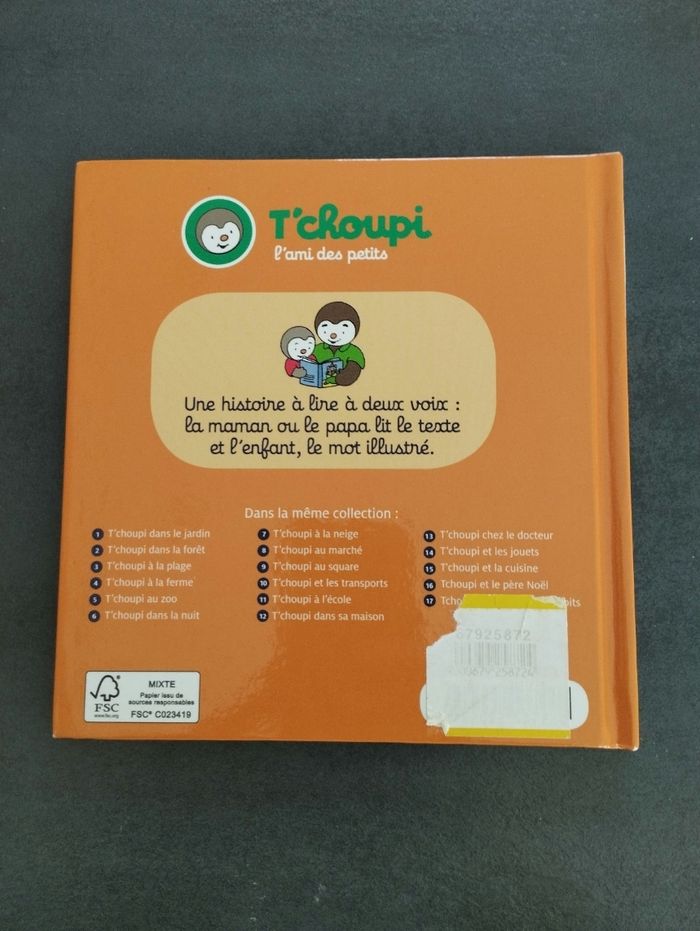 T'choupi
l'ami des petits
Une histoire à lire à deux voix :
la maman ou le papa lit le texte
et l'enfant, le mot illustré.
Dans la même collection :
1 T'choupi dans le jardin
2 T'choupi dans la forêt
3 T'choupi à la plage
4 T'choupi à la ferme
5 T'choupi au zoo
6 T'choupi dans la nuit
7 T'choupi à la neige
8 T'choupi au marché
9 T'choupi au square
10 T'choupi et les transports
11 T'choupi à l'école
12 T'choupi dans sa maison
13 T'choupi chez le docteur
14 T'choupi et les jouets
15 T'choupi et la cuisine
16 Tchoupi et le père Noël
17
67925872
FSC
www.fsc.org
MIXTE
Papier issu de
sources responsables
FSC® C023419